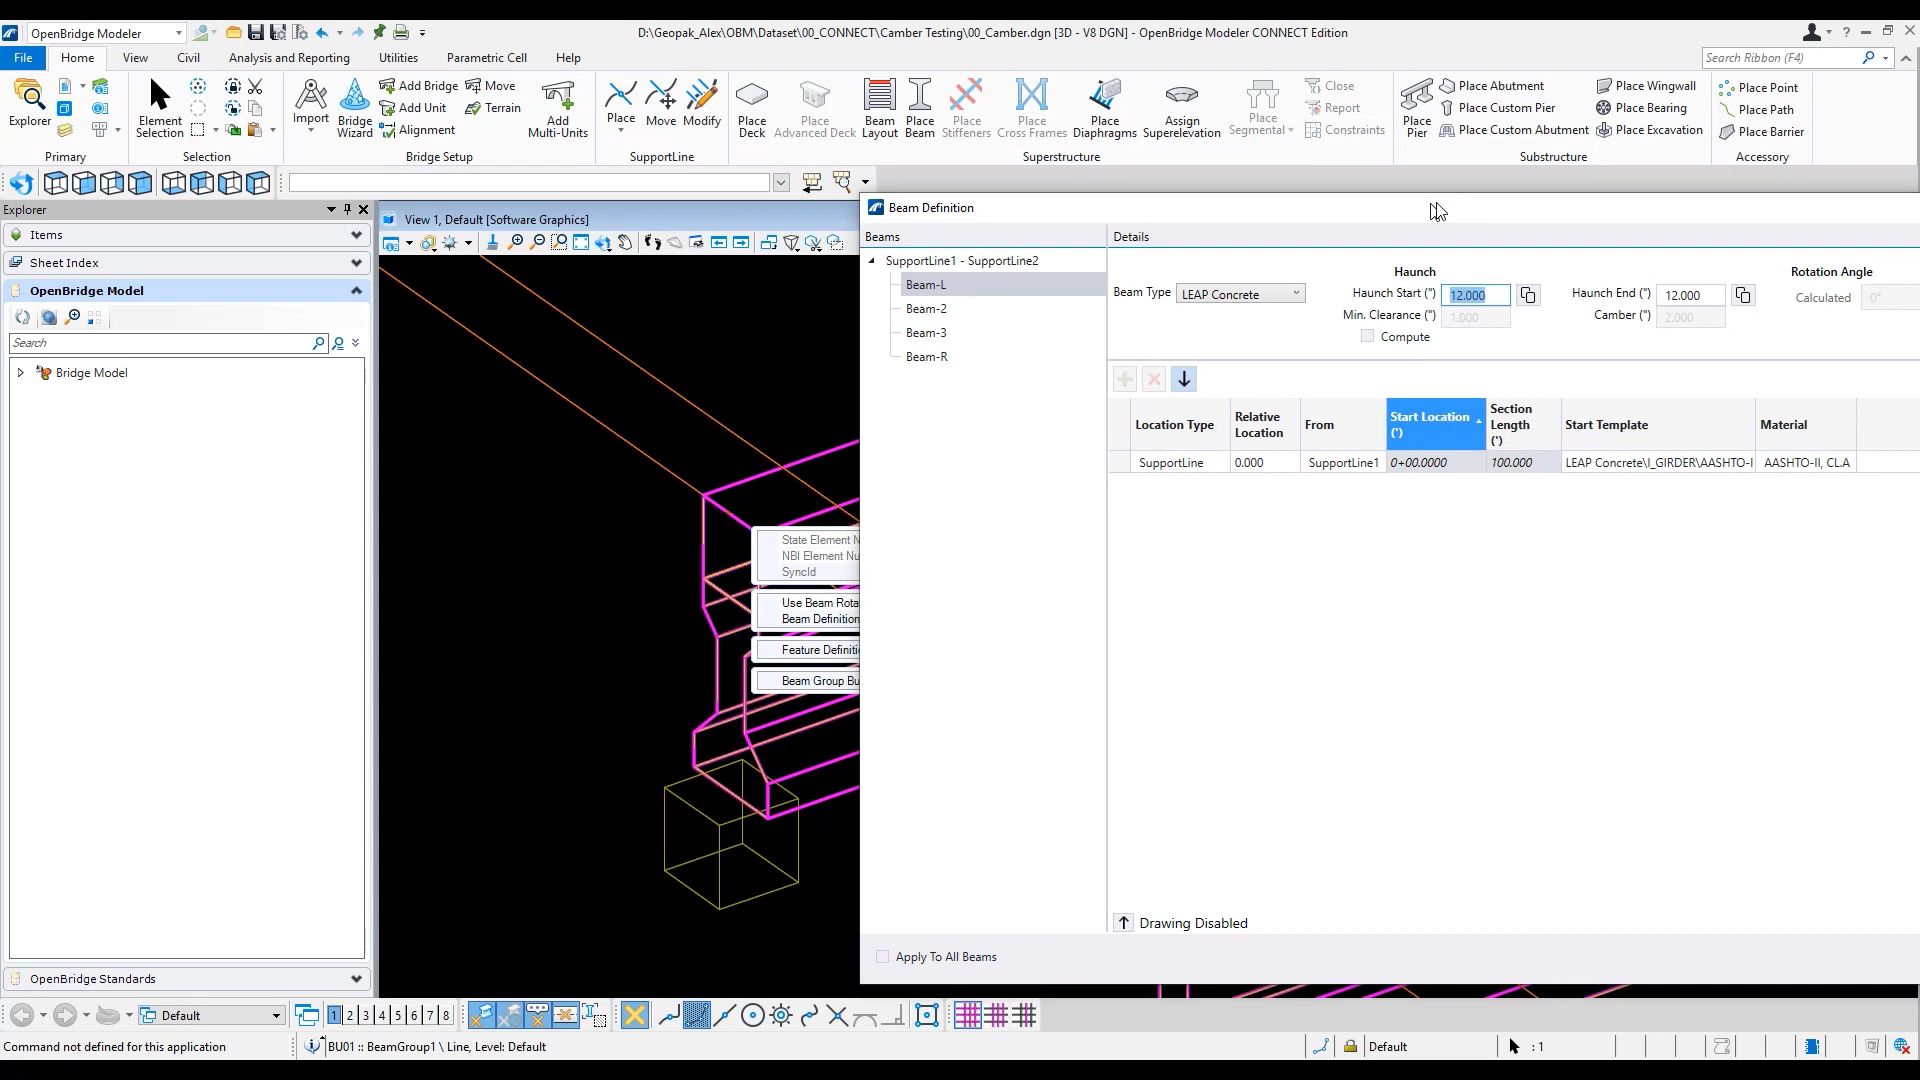 OpenBridge Modeler
D:\Geopak_Alex\OBM\Dataset\00_CONNECT\Camber Testing\00_Camber.dgn [3D - V8 DGN] - OpenBridge Modeler CONNECT Edition
File Home View Civil Analysis and Reporting Utilities Parametric Cell Help
Search Ribbon (F4)
Explorer
Primary
Element Selection
Selection
Import
Bridge Wizard
Add Bridge
Add Unit
Alignment
Move
Terrain
Add Multi-Units
Bridge Setup
Place
Move
Modify
SupportLine
Place Deck
Place Advanced Deck
Beam Layout
Place Beam
Place Stiffeners
Place Cross Frames
Place Diaphragms
Assign Superelevation
Place Segmental
Close
Report
Constraints
Superstructure
Place Pier
Place Abutment
Place Custom Pier
Place Custom Abutment
Place Wingwall
Place Bearing
Place Excavation
Substructure
Place Point
Place Path
Place Barrier
Accessory
Explorer
Items
Sheet Index
OpenBridge Model
Search
Bridge Model
OpenBridge Standards
View 1, Default [Software Graphics]
State Element N
NBI Element Nu
SyncId
Use Beam Rota
Beam Definition
Feature Definiti
Beam Group Bu
Beam Definition
Beams
SupportLine1 - SupportLine2
Beam-L
Beam-2
Beam-3
Beam-R
Details
Haunch
Rotation Angle
Beam Type LEAP Concrete
Haunch Start (") 12.000
Haunch End (") 12.000
Calculated 0°
Min. Clearance (") 1.000
Camber (") 2.000
Compute
Location Type
Relative Location
From
Start Location (')
Section Length (')
Start Template
Material
SupportLine 0.000 SupportLine1 0+00.0000 100.000 LEAP Concrete\I_GIRDER\AASHTO-I AASHTO-II, CL.A
Drawing Disabled
Apply To All Beams
Default
1 2 3 4 5 6 7 8
Command not defined for this application
BU01 :: BeamGroup1 \ Line, Level: Default
Default
: 1